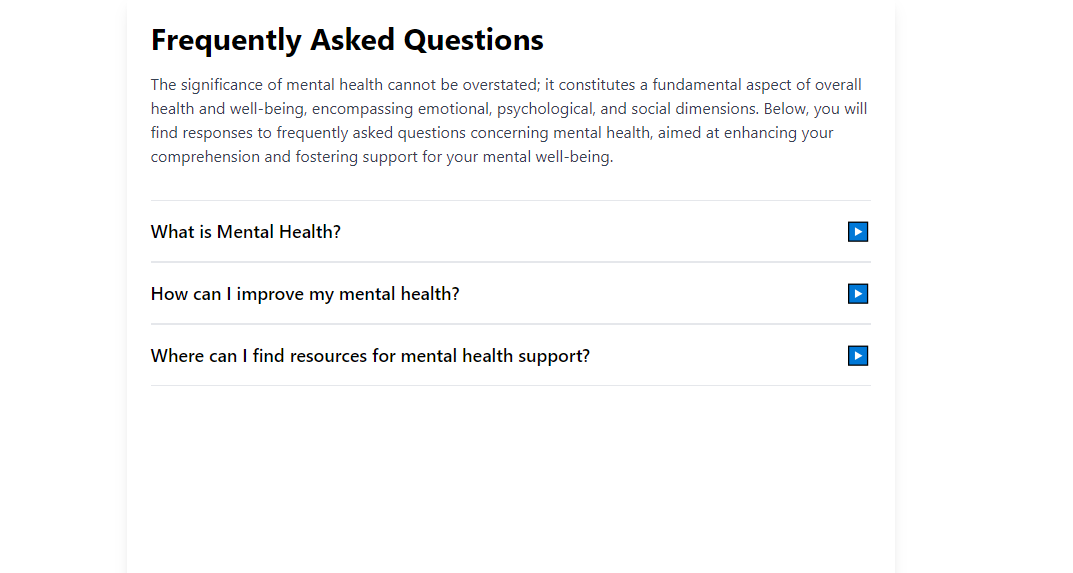 Frequently Asked Questions
The significance of mental health cannot be overstated; it constitutes a fundamental aspect of overall
health and well-being, encompassing emotional, psychological, and social dimensions. Below, you will
find responses to frequently asked questions concerning mental health, aimed at enhancing your
comprehension and fostering support for your mental well-being.
What is Mental Health?
How can I improve my mental health?
Where can I find resources for mental health support?